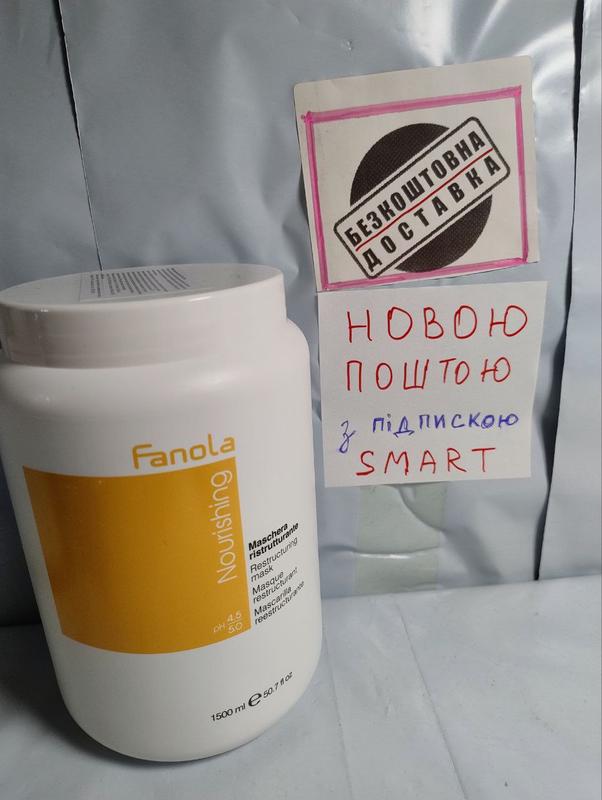 БЕЗКОШТОВНА
ДОСТАВКА
НОВОЮ
ПОШТОЮ
з підпискою
SMART
Fanola
Nourishing
Maschera
ristrutturante
Restructuring
mask
Masque
restructurant
Mascarilla
reestructurante
pH 4.5
5.0
1500 ml e 50.7 fl oz